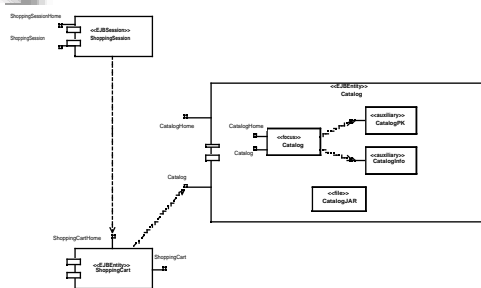 ShoppingSessionHome
<<EJBSession>>
ShoppingSession
ShoppingSession
<<EJBEntity>>
Catalog
<<auxiliary>>
CatalogPK
CatalogHome
CatalogHome
<<focus>>
Catalog
Catalog
<<auxiliary>>
CatalogInfo
Catalog
<<file>>
CatalogJAR
ShoppingCartHome
<<EJBEntity>>
ShoppingCart
ShoppingCart